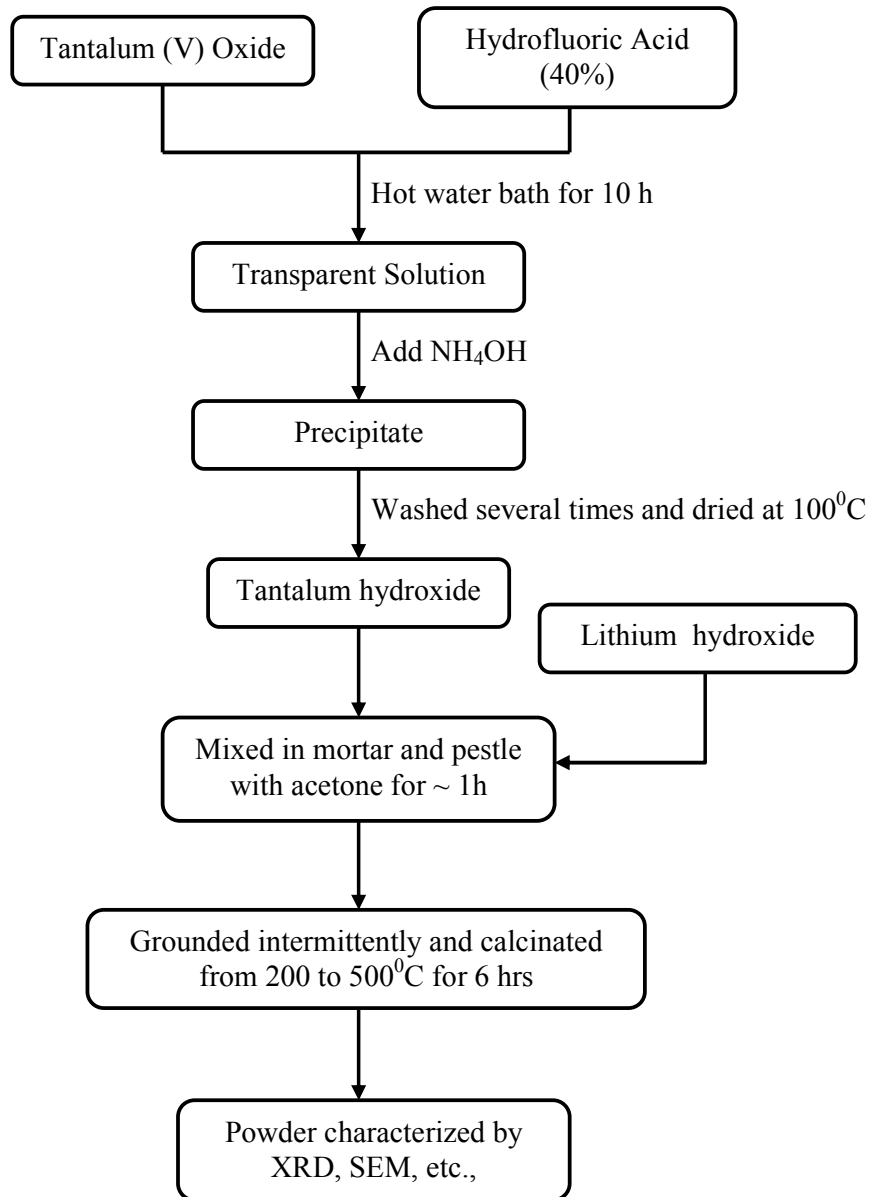 Tantalum (V) Oxide
Hydrofluoric Acid
(40%)
Hot water bath for 10 h
Transparent Solution
Add NH₄OH
Precipitate
Washed several times and dried at 100⁰C
Tantalum hydroxide
Lithium hydroxide
Mixed in mortar and pestle
with acetone for ~ 1h
Grounded intermittently and calcinated
from 200 to 500⁰C for 6 hrs
Powder characterized by
XRD, SEM, etc.,